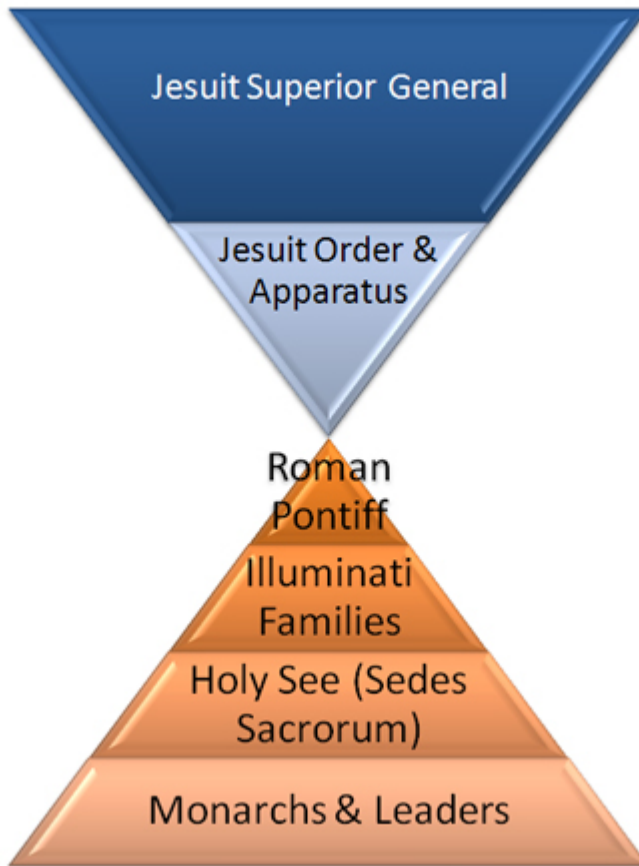 Jesuit Superior General
Jesuit Order &
Apparatus
Roman
Pontiff
Illuminati
Families
Holy See (Sedes
Sacrorum)
Monarchs & Leaders